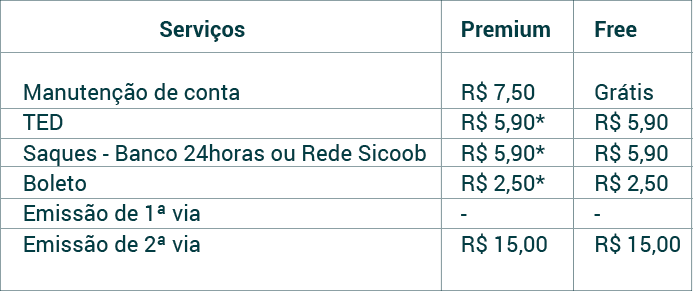 Serviços Premium Free
Manutenção de conta R$ 7,50 Grátis
TED R$ 5,90* R$ 5,90
Saques - Banco 24horas ou Rede Sicoob R$ 5,90* R$ 5,90
Boleto R$ 2,50* R$ 2,50
Emissão de 1ª via - -
Emissão de 2ª via R$ 15,00 R$ 15,00